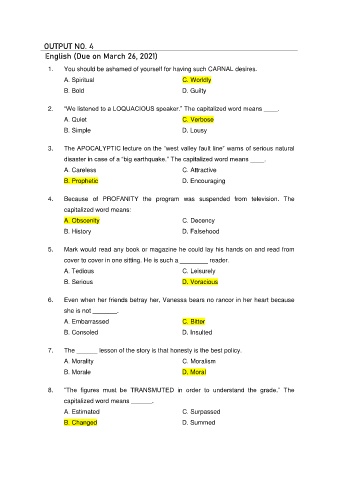 OUTPUT NO. 4
English (Due on March 26, 2021)
1. You should be ashamed of yourself for having such CARNAL desires.
A. Spiritual C. Worldly
B. Bold D. Guilty
2. "We listened to a LOQUACIOUS speaker." The capitalized word means ____.
A. Quiet C. Verbose
B. Simple D. Lousy
3. The APOCALYPTIC lecture on the "west valley fault line" warns of serious natural
disaster in case of a "big earthquake." The capitalized word means ____.
A. Careless C. Attractive
B. Prophetic D. Encouraging
4. Because of PROFANITY the program was suspended from television. The
capitalized word means:
A. Obscenity C. Decency
B. History D. Falsehood
5. Mark would read any book or magazine he could lay his hands on and read from
cover to cover in one sitting. He is such a ________ reader
A. Tedious C. Leisurely
B. Serious D. Voracious
6. Even when her friends betray her, Vanessa bears no rancor in her heart because
she is not _______.
A. Embarrassed C. Bitter
B. Consoled D. Insulted
7. The ______ lesson of the story is that honesty is the best policy.
A. Morality C. Moralism
B. Morale D. Moral
8. "The figures must be TRANSMUTED in order to understand the grade." The
capitalized word means ______.
A. Estimated C. Surpassed
B. Changed D. Summed